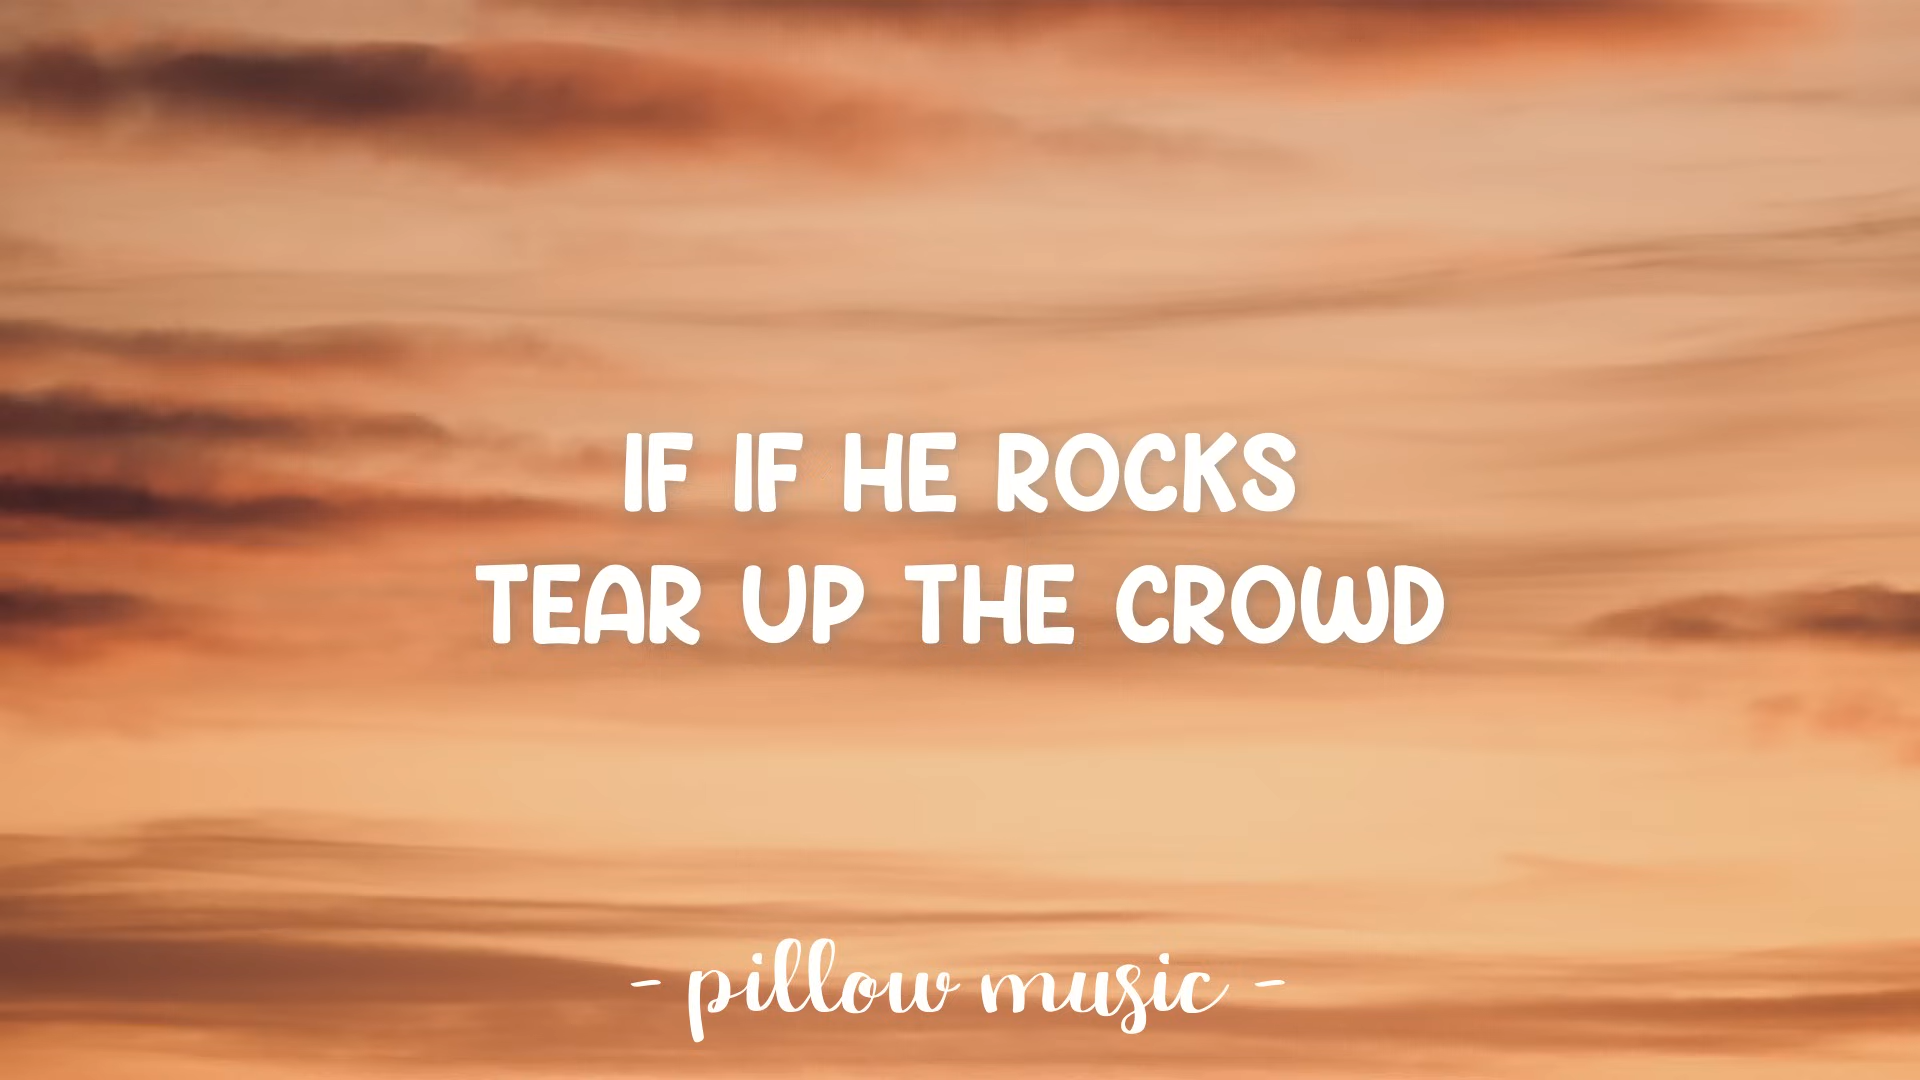 IF IF HE ROCKS
TEAR UP THE CROWD
- pillow music -